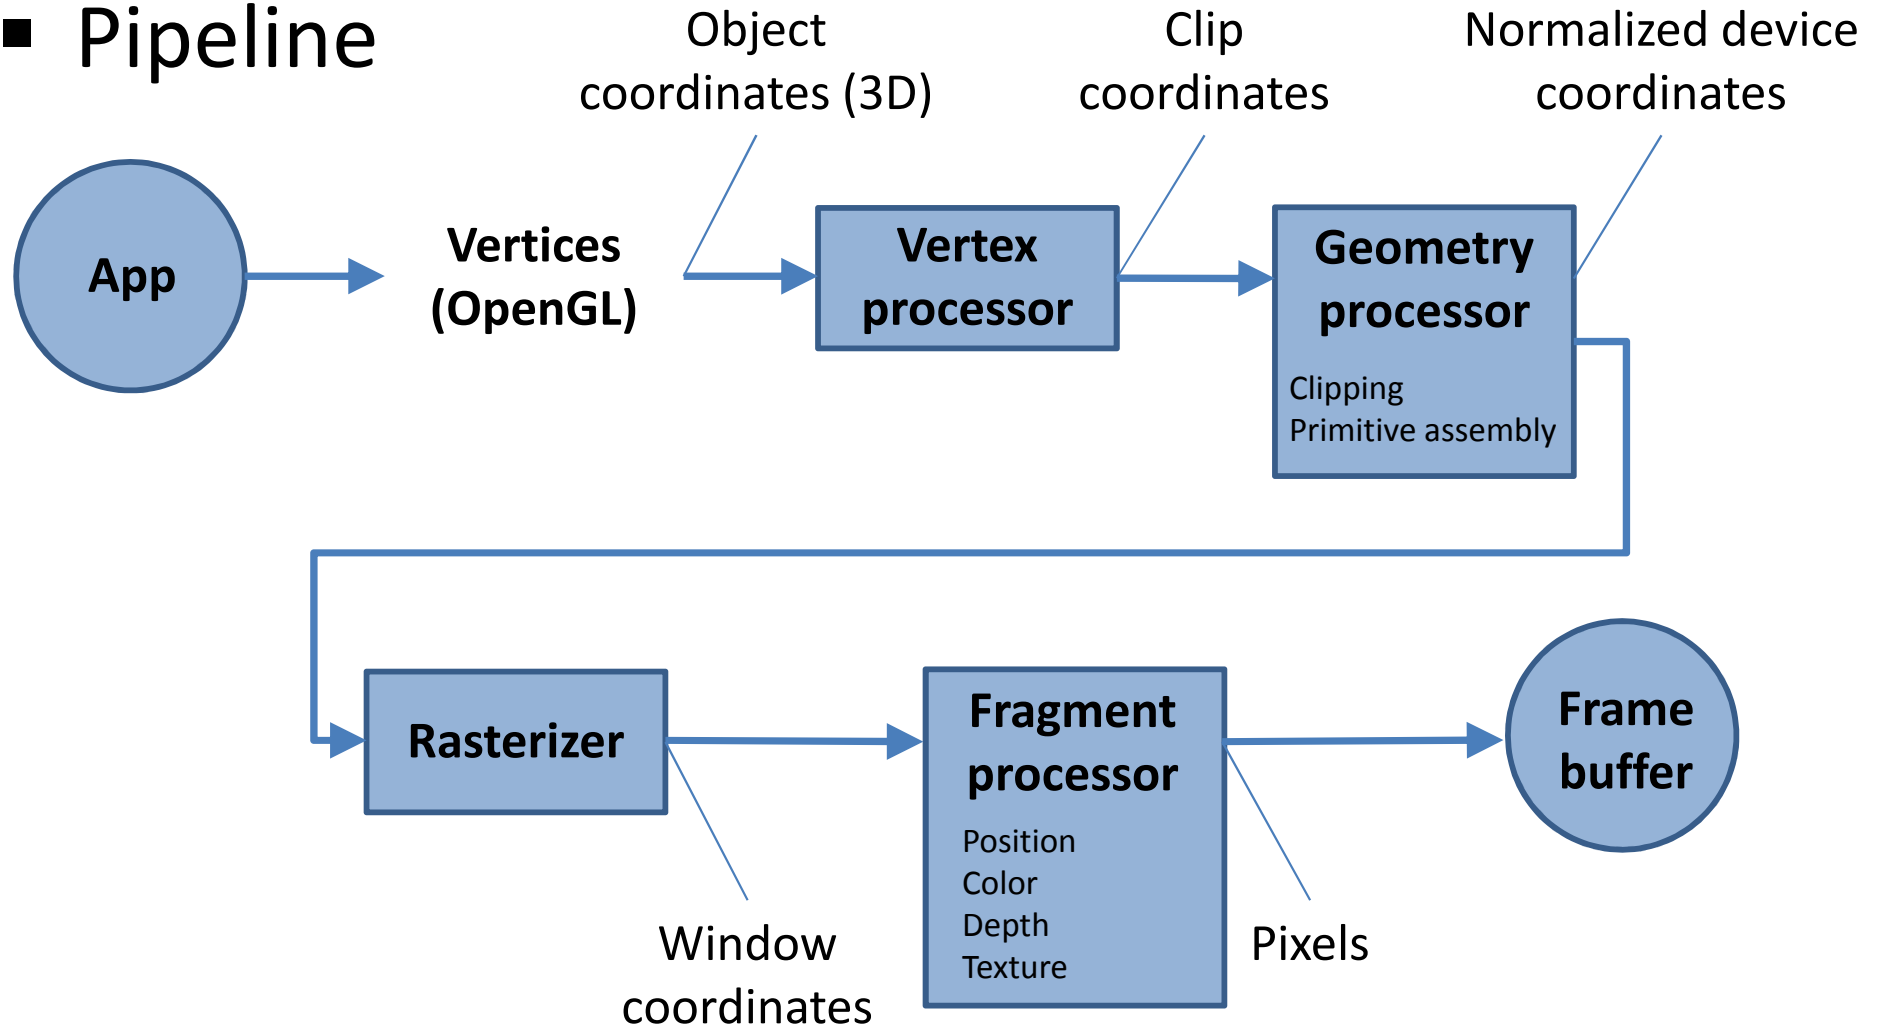 ▪ Pipeline
Object
coordinates (3D)
Clip
coordinates
Normalized device
coordinates
App
Vertices
(OpenGL)
Vertex
processor
Geometry
processor
Clipping
Primitive assembly
Rasterizer
Fragment
processor
Position
Color
Depth
Texture
Frame
buffer
Window
coordinates
Pixels